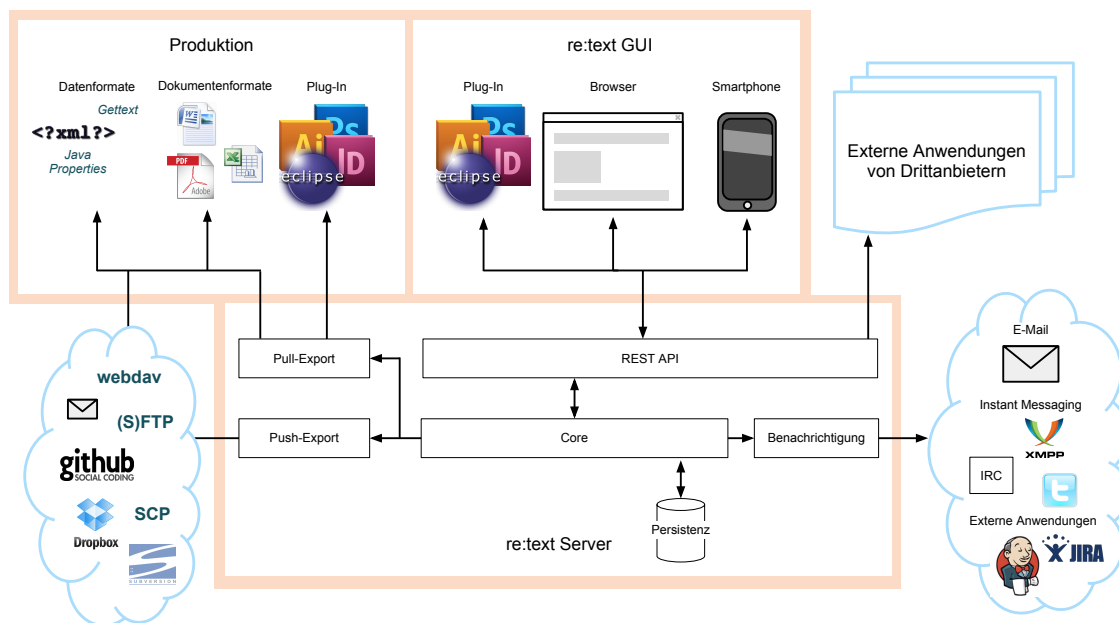 Produktion
re:text GUI
Datenformate
Dokumentenformate
Plug-In
Plug-In
Browser
Smartphone
Gettext
<?xml?>
Java
Properties
W
PDF
Adobe
X
Ps
Ai
ID
eclipse
Ps
Ai
ID
eclipse
x
Externe Anwendungen
von Drittanbietern
Pull-Export
REST API
Push-Export
Core
Benachrichtigung
Persistenz
re:text Server
webdav
(S)FTP
github
SOCIAL CODING
SCP
Dropbox
SUBVERSION
E-Mail
Instant Messaging
XMPP
IRC
t
Externe Anwendungen
JIRA